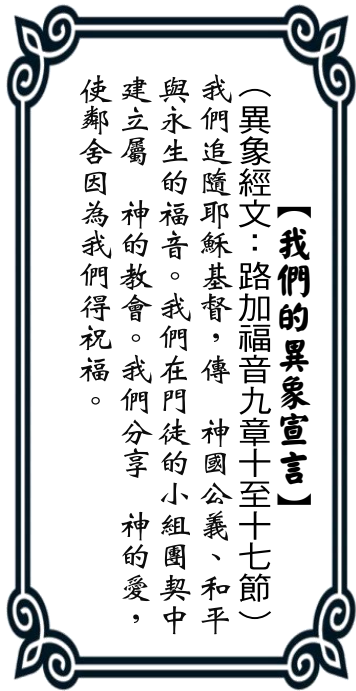 【我們的異象宣言】
（異象經文：路加福音九章十至十七節）
我們追隨耶穌基督，傳　神國公義、和平
與永生的福音。我們在門徒的小組團契中
建立屬　神的教會。我們分享　神的愛，
使鄰舍因為我們得祝福。